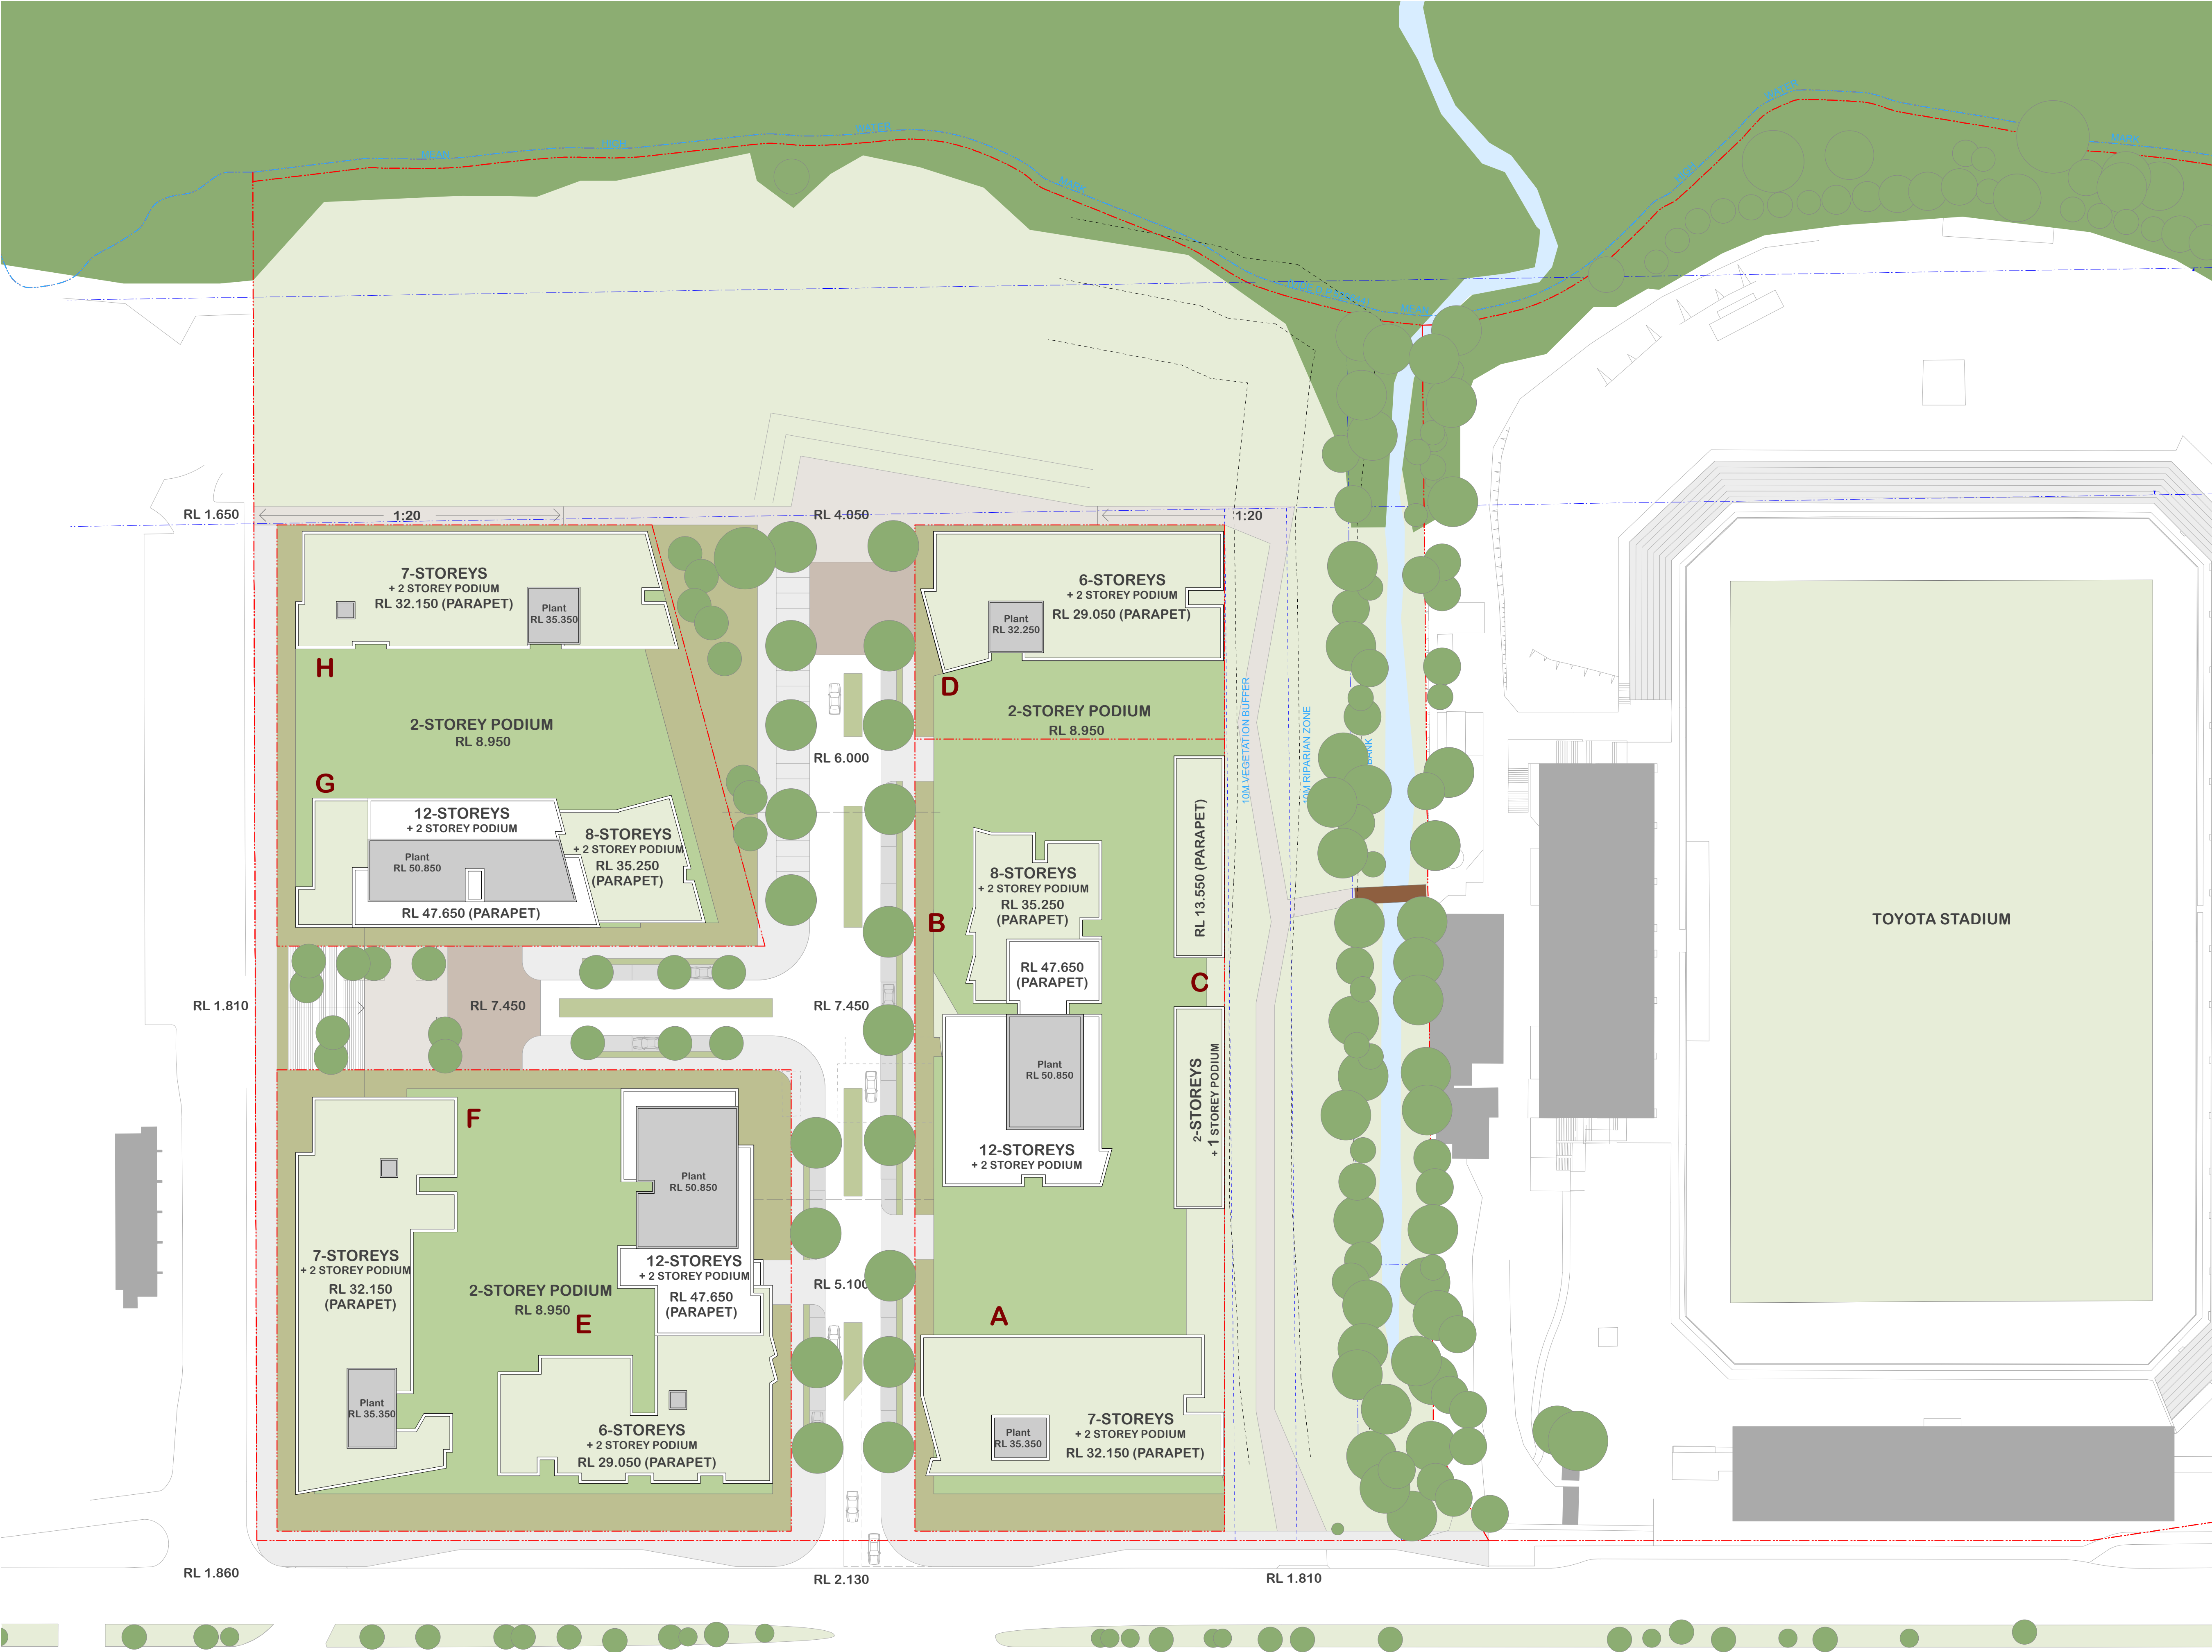 MEAN
HIGH
WATER
MARK
MEAN
HIGH
WATER
MARK
RL 1.650
1:20
RL 4.050
1:20
7-STOREYS
+ 2 STOREY PODIUM
RL 32.150 (PARAPET)
Plant
RL 35.350
H
6-STOREYS
+ 2 STOREY PODIUM
RL 29.050 (PARAPET)
Plant
RL 32.250
D
2-STOREY PODIUM
RL 8.950
2-STOREY PODIUM
RL 8.950
10M VEGETATION BUFFER
10M RIPARIAN ZONE
BANK
RL 6.000
G
12-STOREYS
+ 2 STOREY PODIUM
Plant
RL 50.850
RL 47.650 (PARAPET)
8-STOREYS
+ 2 STOREY PODIUM
RL 35.250
(PARAPET)
8-STOREYS
+ 2 STOREY PODIUM
RL 35.250
(PARAPET)
B
RL 13.550 (PARAPET)
TOYOTA STADIUM
RL 47.650
(PARAPET)
C
RL 1.810
RL 7.450
RL 7.450
Plant
RL 50.850
12-STOREYS
+ 2 STOREY PODIUM
2-STOREYS
+ 1 STOREY PODIUM
F
Plant
RL 50.850
7-STOREYS
+ 2 STOREY PODIUM
RL 32.150
(PARAPET)
12-STOREYS
+ 2 STOREY PODIUM
RL 47.650
(PARAPET)
2-STOREY PODIUM
RL 8.950
E
RL 5.100
A
Plant
RL 35.350
6-STOREYS
+ 2 STOREY PODIUM
RL 29.050 (PARAPET)
Plant
RL 35.350
7-STOREYS
+ 2 STOREY PODIUM
RL 32.150 (PARAPET)
RL 1.860
RL 2.130
RL 1.810